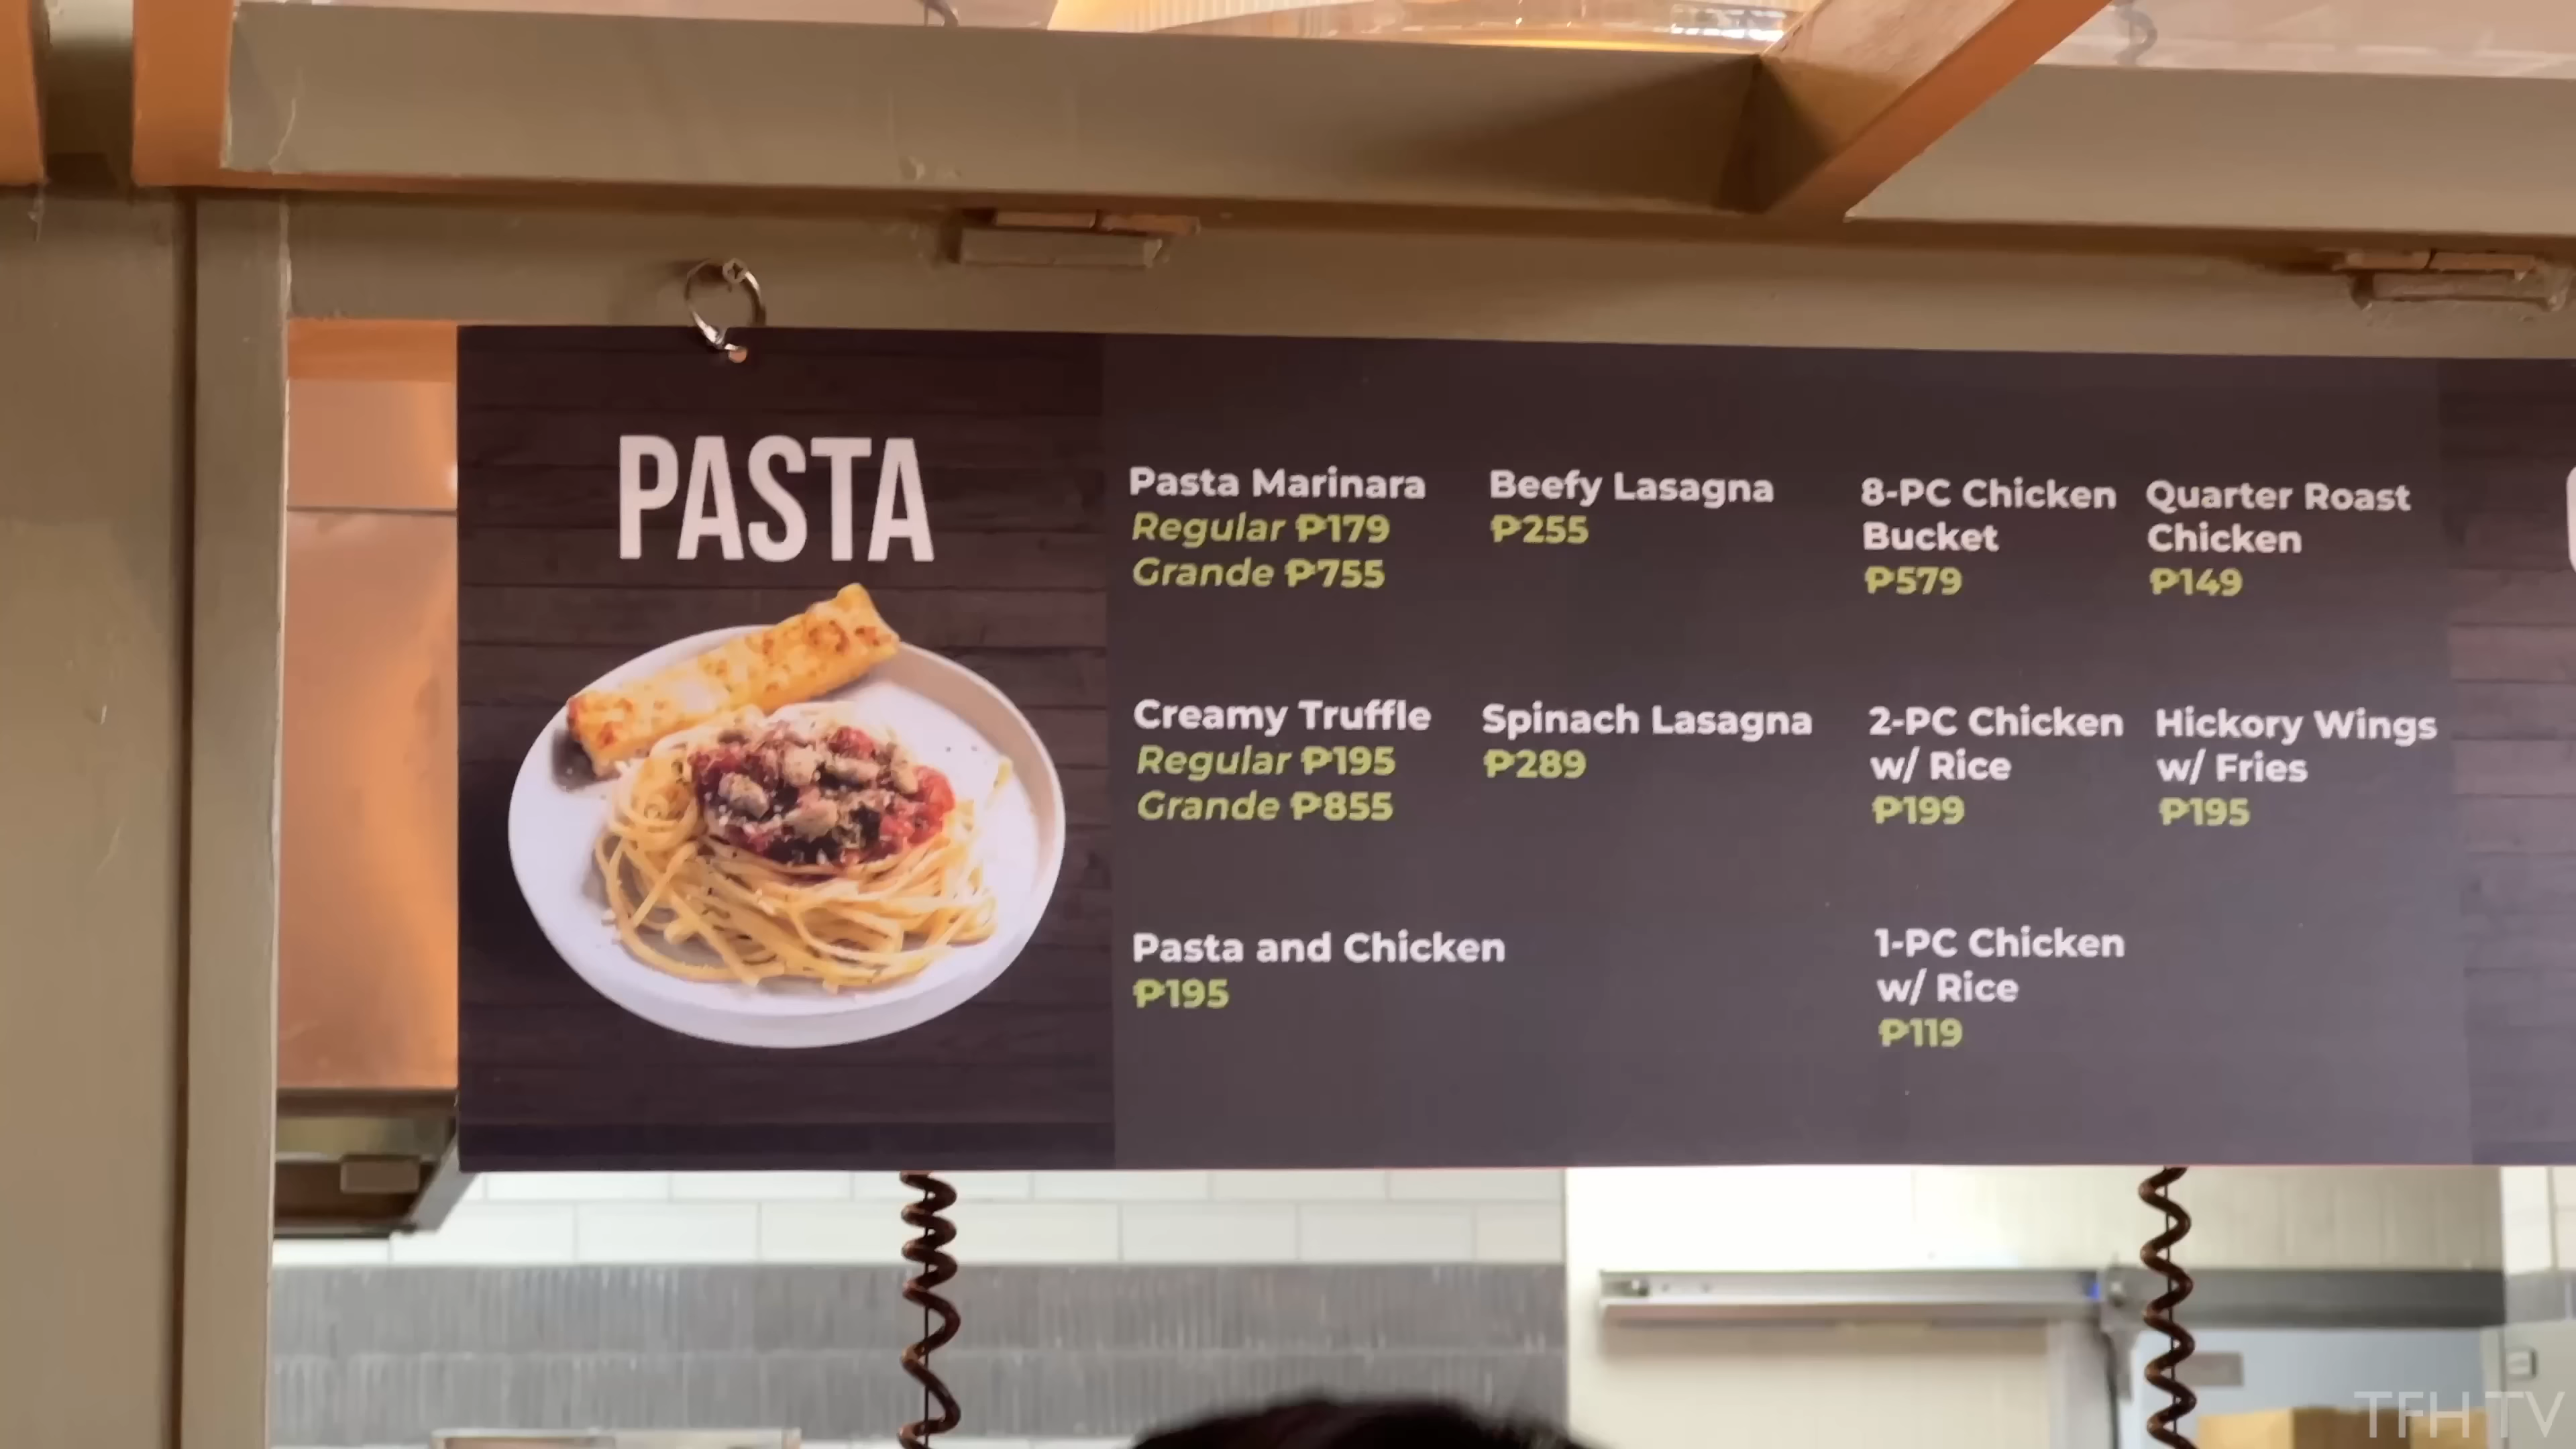 PASTA
Pasta Marinara
Regular ₱179
Grande ₱755
Creamy Truffle
Regular ₱195
Grande ₱855
Pasta and Chicken
₱195
Beefy Lasagna
₱255
Spinach Lasagna
₱289
8-PC Chicken
Bucket
₱579
2-PC Chicken
w/ Rice
₱199
1-PC Chicken
w/ Rice
₱119
Quarter Roast
Chicken
₱149
Hickory Wings
w/ Fries
₱195
TFH TV